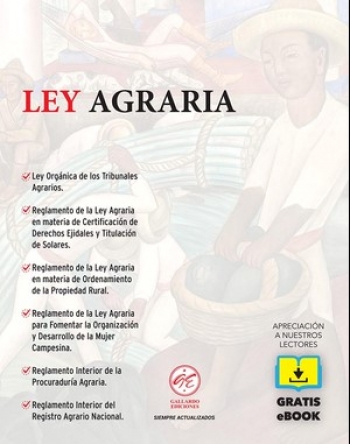 LEY AGRARIA
Ley Orgánica de los Tribunales
Agrarios.
Reglamento de la Ley Agraria
en materia de Certificación de
Derechos Ejidales y Titulación
de Solares.
Reglamento de la Ley Agraria
en materia de Ordenamiento
de la Propiedad Rural.
Reglamento de la Ley Agraria
para Fomentar la Organización
y Desarrollo de la Mujer
Campesina.
Reglamento Interior de la
Procuraduría Agraria.
Reglamento Interior del
Registro Agrario Nacional.
GE
GALLARDO
EDICIONES
SIEMPRE ACTUALIZADOS
APRECIACIÓN
A NUESTROS
LECTORES
GRATIS
eBOOK